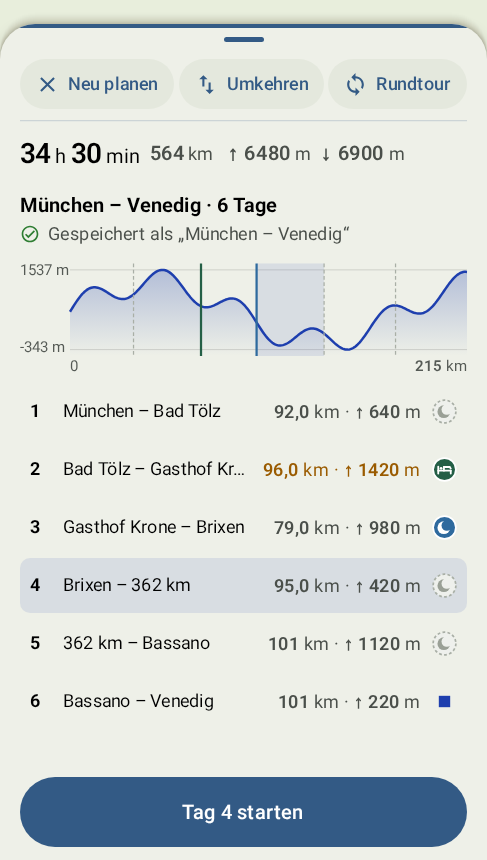 Neu planen
Umkehren
Rundtour
34 h 30 min 564 km ↑ 6480 m ↓ 6900 m
München – Venedig · 6 Tage
Gespeichert als „München – Venedig“
1537 m
-343 m
0
215 km
1 München – Bad Tölz 92,0 km · ↑ 640 m
2 Bad Tölz – Gasthof Kr… 96,0 km · ↑ 1420 m
3 Gasthof Krone – Brixen 79,0 km · ↑ 980 m
4 Brixen – 362 km 95,0 km · ↑ 420 m
5 362 km – Bassano 101 km · ↑ 1120 m
6 Bassano – Venedig 101 km · ↑ 220 m
Tag 4 starten